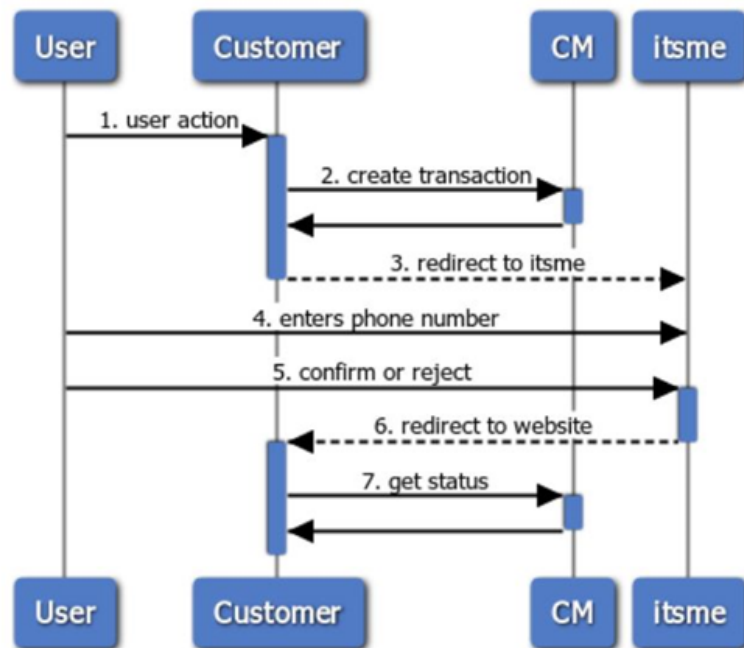 User Customer CM itsme
1. user action
2. create transaction
3. redirect to itsme
4. enters phone number
5. confirm or reject
6. redirect to website
7. get status
User Customer CM itsme